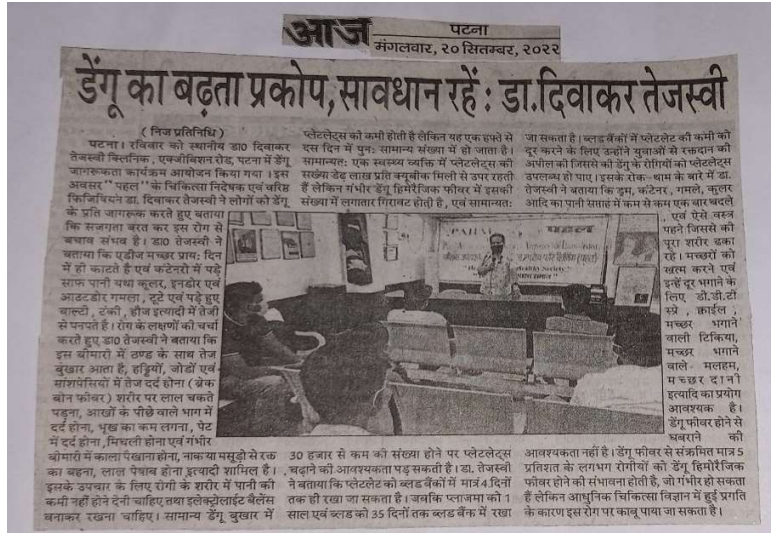 आज
पटना
मंगलवार, २० सितम्बर, २०२२
डेंगू का बढ़ता प्रकोप, सावधान रहें : डा. दिवाकर तेजस्वी
( निज प्रतिनिधि )
पटना। रविवार को स्थानीय डा0 दिवाकर
तेजस्वी क्लिनिक, एक्जीबिशन रोड, पटना में डेंगू
जागरूकता कार्यक्रम आयोजन किया गया । इस
अवसर "पहल" के चिकित्सा निदेषक एवं वरिष्ठ
फिजिषियन डा. दिवाकर तेजस्वी ने लोगों को डेंगू
के प्रति जागरूक करते हुए बताया
कि सजगता बरत कर इस रोग से
बचाव संभव है। डा0 तेजस्वी ने
बताया कि एडीज मच्छर प्रायः दिन
में ही काटते है एवं कंटेनरो में पड़े
साफ पानी यथा कूलर, इनडोर एवं
आउटडोर गमला, टूटे एवं पड़े हुए
बाल्टी, टंकी, हौज इत्यादी में तेजी
से पनपते है। रोग के लक्षणों की चर्चा
करते हुए डा0 तेजस्वी ने बताया कि
इस बीमारी में ठण्ड के साथ तेज
बुखार आता है, हड्डियों, जोडों एवं
मांशपेसियों में तेज दर्द होना ( ब्रेक
बोन फीवर ) शरीर पर लाल चकते
पड़ना, आखों के पीछे वाले भाग में
दर्द होना, भूख का कम लगना, पेट
में दर्द होना, मिचली होना एवं गंभीर
बीमारी में काला पेखाना होना, नाक या मसूड़ो से रक्त
का बहना, लाल पेषाब होना इत्यादी शामिल है।
इसके उपचार के लिए रोगी के शरीर में पानी की
कमी नहीं होने देनी चाहिए तथा इलेक्ट्रोलाईट बैलेंस
बनाकर रखना चाहिए। सामान्य डेंगू बुखार में
प्लेटलेट्स की कमी होती है लेकिन यह एक हफ्ते से
दस दिन में पुनः सामान्य संख्या में हो जाता है।
सामान्यतः एक स्वस्थ्य व्यक्ति में प्लेटलेट्स की
सख्या डेढ़ लाख प्रति क्यूबीक मिली से उपर रहती
हैं लेकिन गंभीर डेंगू हिमेरैजिक फीवर में इसकी
संख्या में लगातार गिरावट होती है, एवं सामान्यतः
पहल
30 हजार से कम की संख्या होने पर प्लेटलेट्स
चढ़ाने की आवश्यकता पड़ सकती है। डा. तेजस्वी
ने बताया कि प्लेटलेट को ब्लड बैंकों में मात्र 4 दिनों
तक ही रखा जा सकता है। जबकि प्लाजमा को 1
साल एवं ब्लड को 35 दिनों तक ब्लड बैंक में रखा
जा सकता है। ब्लड बैंकों में प्लेटलेट की कमी को
दूर करने के लिए उन्होंने युवाओं से रक्तदान की
अपील की जिससे की डेंगू के रोगियों को प्लेटलेट्स
उपलब्ध हो पाए। इसके रोक-थाम के बारे में डा.
तेजस्वी ने बताया कि ड्रम, कंटेनर, गमले, कूलर
आदि का पानी सताह में कम से कम एक बार बदले
, एवं ऐसे वस्त्र
पहने जिससे की
पूरा शरीर ढका
रहे। मच्छरों को
खत्म करने एवं
इन्हें दूर भगाने के
लिए डी.डी.टी
स्प्रे , क्राईल ,
मच्छर भगाने
वाली टिकिया,
मच्छर भगाने
वाले मलहम,
मच्छर दानी
इत्यादि का प्रयोग
आवश्यक है।
डेंगू फीवर होने से
घबराने की
आवश्यकता नहीं है। डेंगू फीवर से संक्रमित मात्र 5
प्रतिशत के लगभग रोगीयों को डेंगू हिमोरैजिक
फीवर होने की संभावना होती है, जो गंभीर हो सकता
हैं लेकिन आधुनिक चिकित्सा विज्ञान में हुई प्रगति
के कारण इस रोग पर काबू पाया जा सकता है।